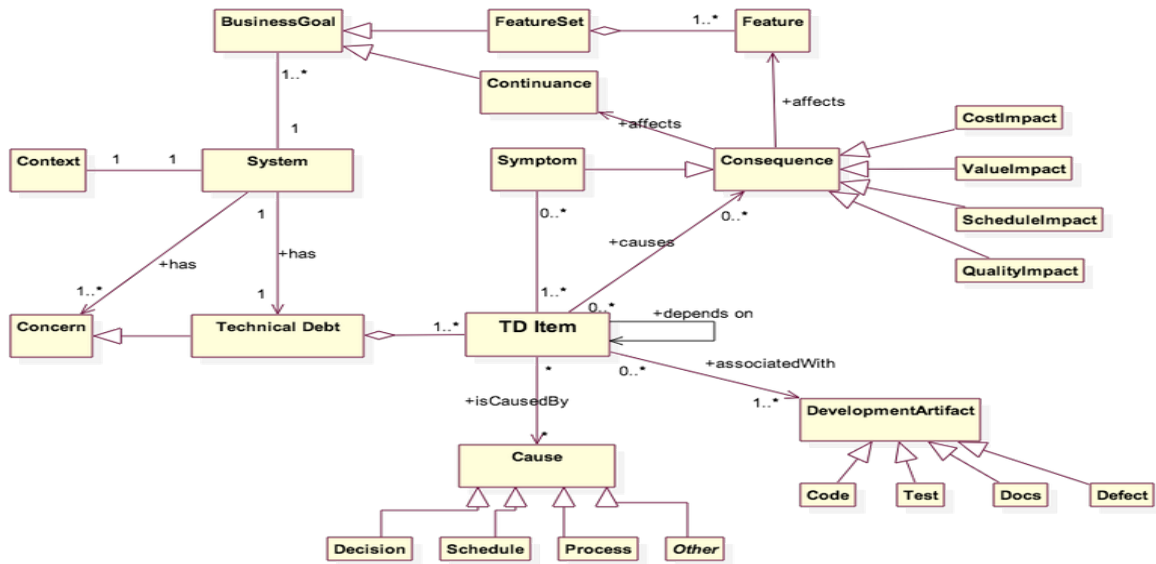 BusinessGoal
FeatureSet
1..*
Feature
1..*
Continuance
+affects
+affects
1
CostImpact
Context
1
1
System
Symptom
Consequence
ValueImpact
1
0..*
0..*
ScheduleImpact
+has
+has
+causes
QualityImpact
1..*
1
1..*
0..*
Concern
Technical Debt
1..*
TD Item
+depends on
*
0..*
+associatedWith
+isCausedBy
1..*
DevelopmentArtifact
*
Cause
Code
Test
Docs
Defect
Decision
Schedule
Process
Other